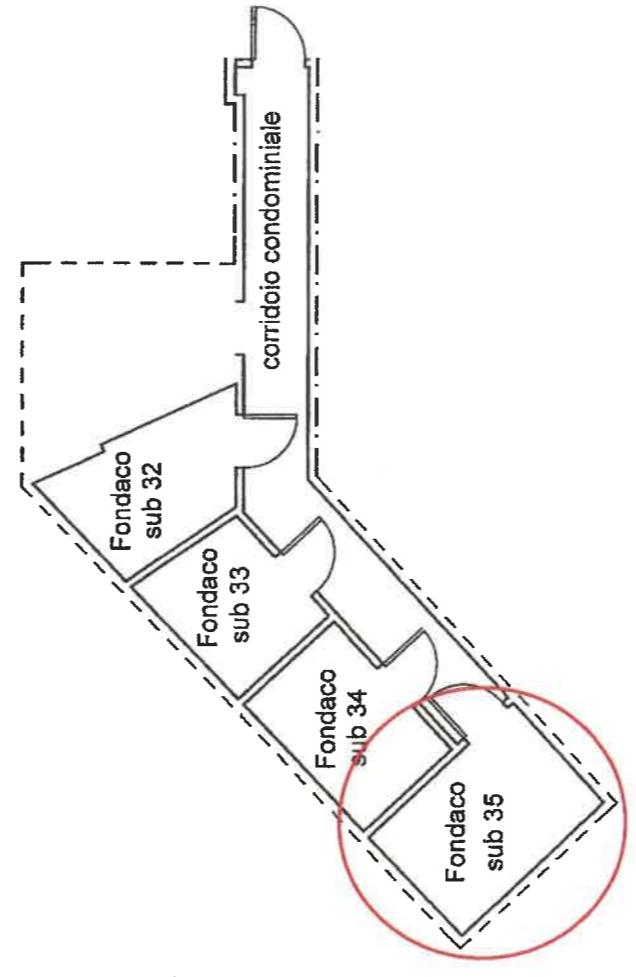 corridoio condominiale
Fondaco
sub 32
Fondaco
sub 33
Fondaco
sub 34
Fondaco
sub 35